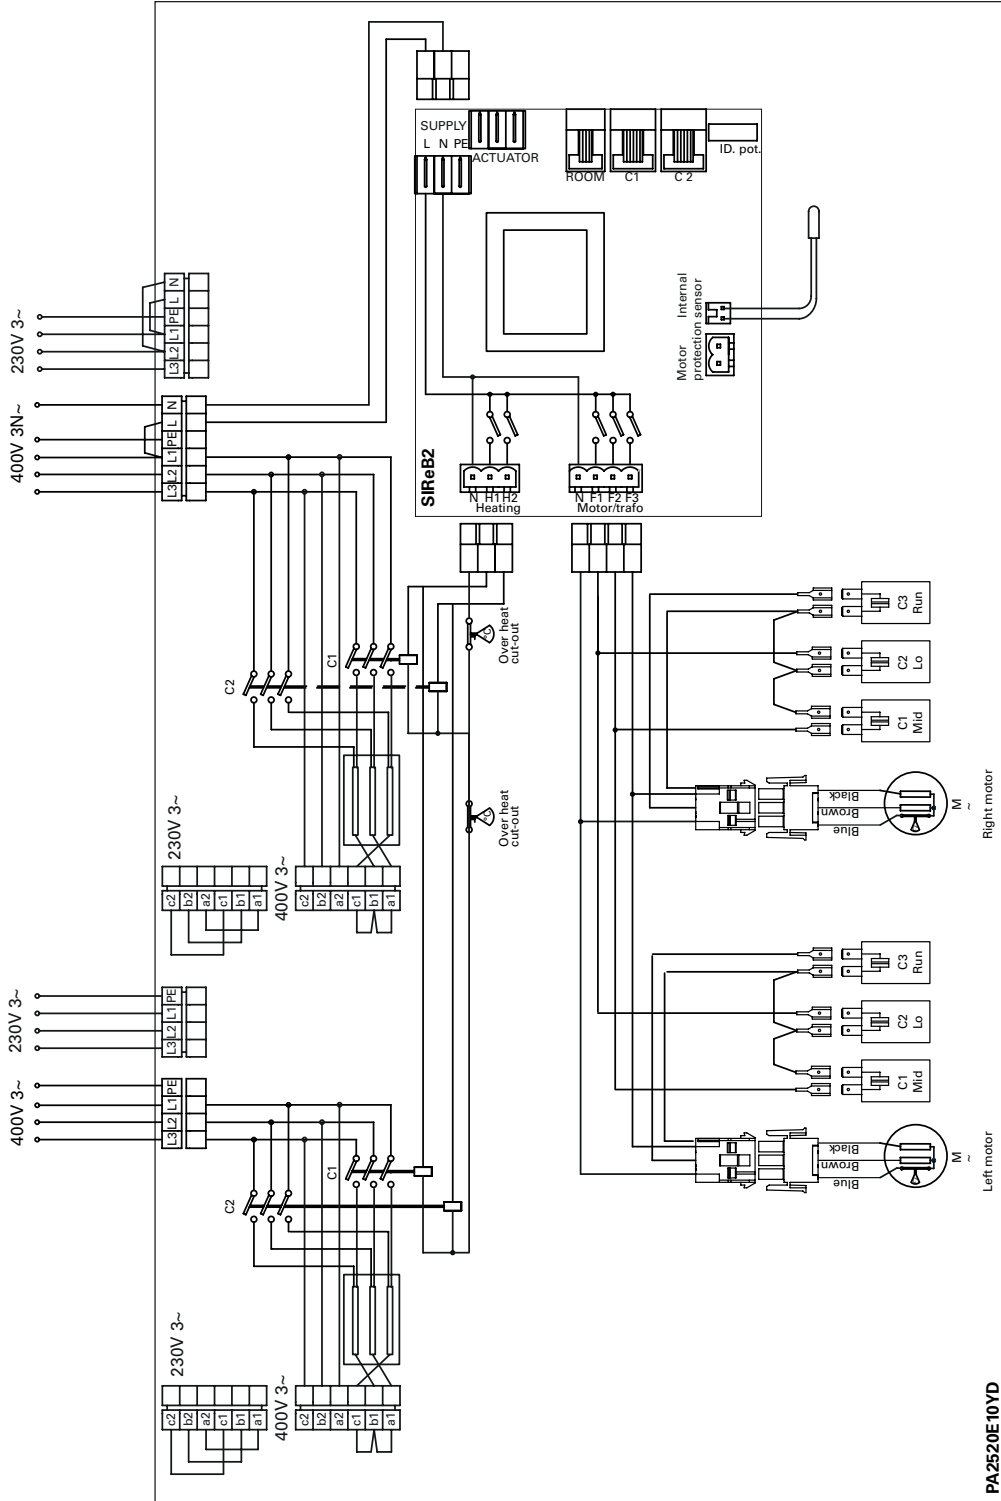 SUPPLY
L N PE
ACTUATOR
ROOM
C1
C 2
ID. pot.
230V 3~
N
L
PE
L1
L2
L3
400V 3N~
N
L
PE
L1
L2
L3
Internal
sensor
Motor
protection
SIReB2
N H1 H2
Heating
N F1 F2 F3
Motor/trafo
C1
C2
Over heat
cut-out
Over heat
cut-out
C3
Run
C2
Lo
C1
Mid
230V 3~
c2
b2
a2
c1
b1
a1
400V 3~
c2
b2
a2
c1
b1
a1
Black
Brown
Blue
M
~
Right motor
230V 3~
PE
L1
L2
L3
400V 3~
PE
L1
L2
L3
C1
C2
C3
Run
C2
Lo
C1
Mid
Black
Brown
Blue
M
~
Left motor
230V 3~
c2
b2
a2
c1
b1
a1
400V 3~
c2
b2
a2
c1
b1
a1
°C
°C
PA2520E10YD